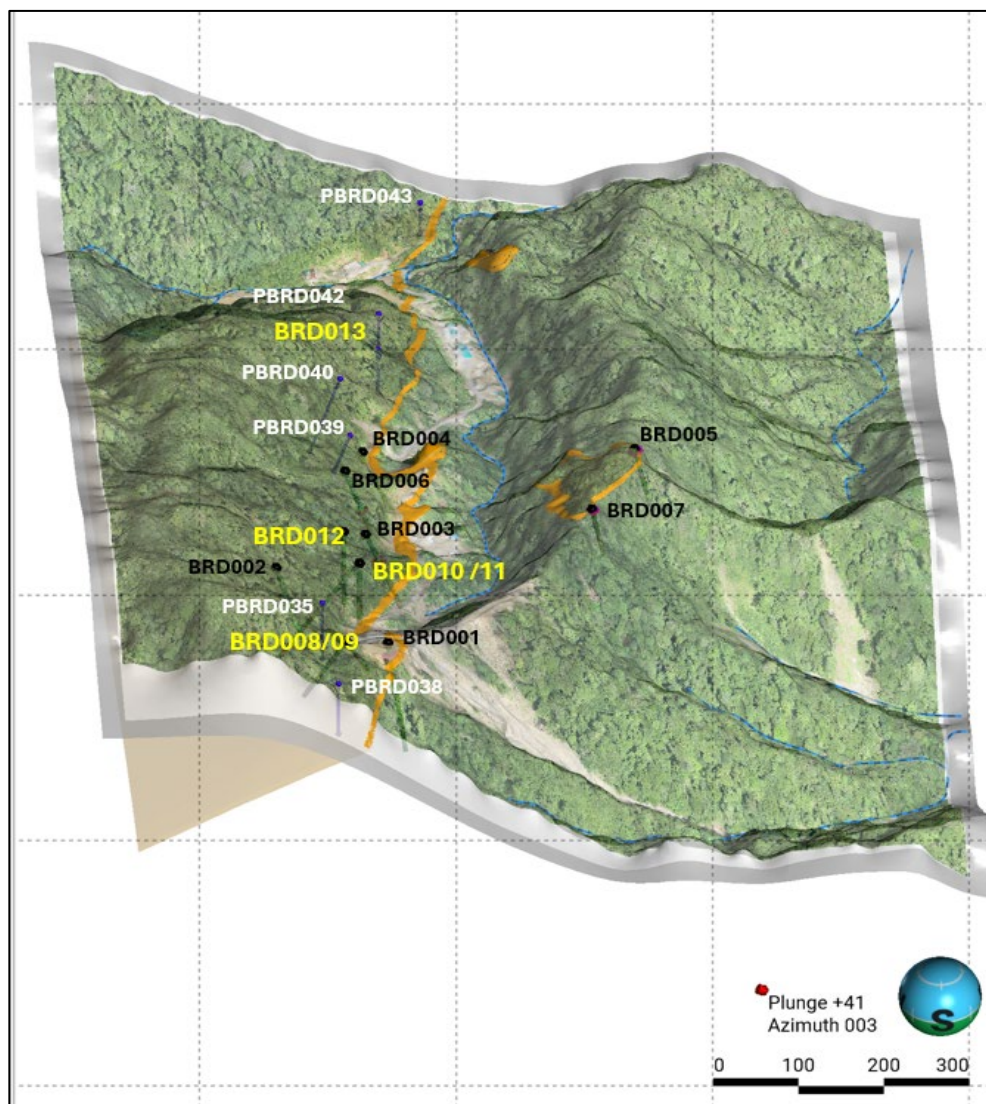 PBRD043
PBRD042
BRD013
PBRD040
PBRD039
BRD004
BRD005
BRD006
BRD007
BRD012
BRD003
BRD002
BRD010 /11
PBRD035
BRD008/09
BRD001
PBRD038
Plunge +41
Azimuth 003
S
0 100 200 300